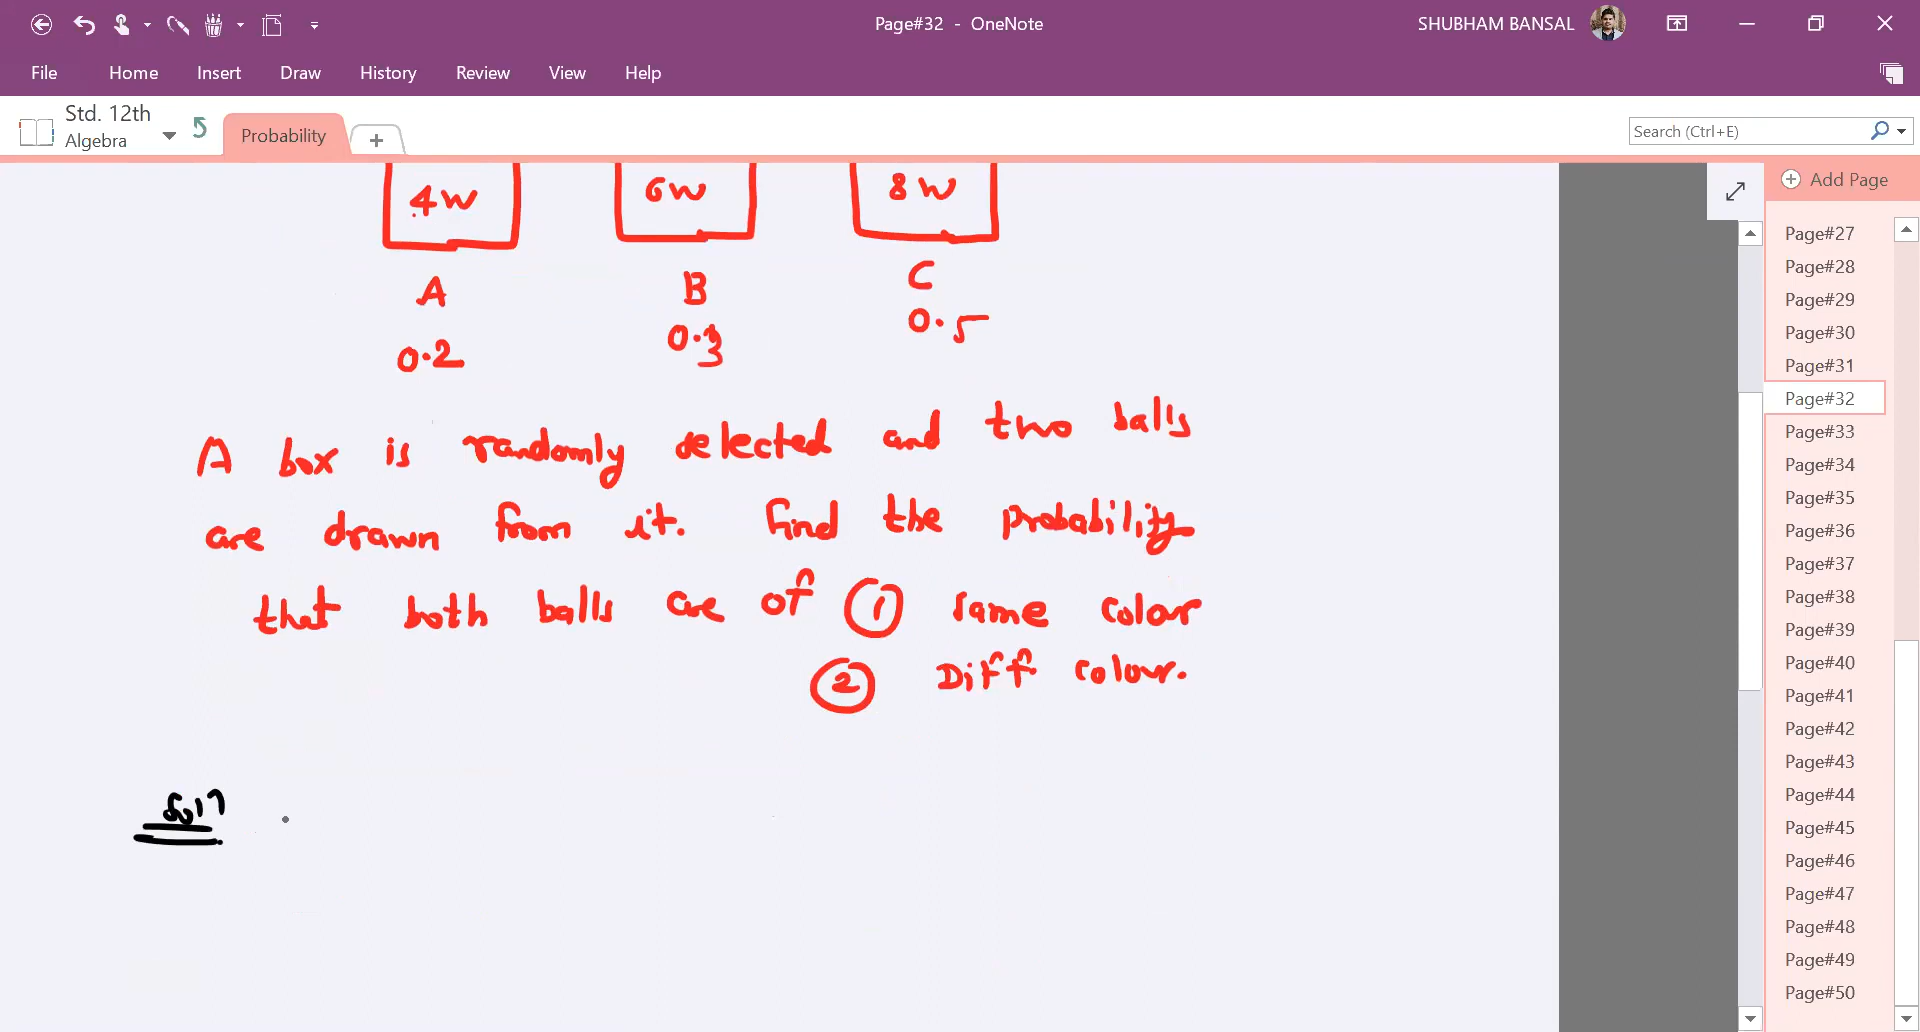 Page#32 - OneNote
SHUBHAM BANSAL
File Home Insert Draw History Review View Help
Std. 12th
Algebra
Probability
Search (Ctrl+E)
Add Page
4W 6W 8W
A B C
0.2 0.3 0.5
A box is randomly selected and two balls
are drawn from it. Find the probability
that both balls are of 1 same color
2 Diff colour.
Soln
Page#27
Page#28
Page#29
Page#30
Page#31
Page#32
Page#33
Page#34
Page#35
Page#36
Page#37
Page#38
Page#39
Page#40
Page#41
Page#42
Page#43
Page#44
Page#45
Page#46
Page#47
Page#48
Page#49
Page#50